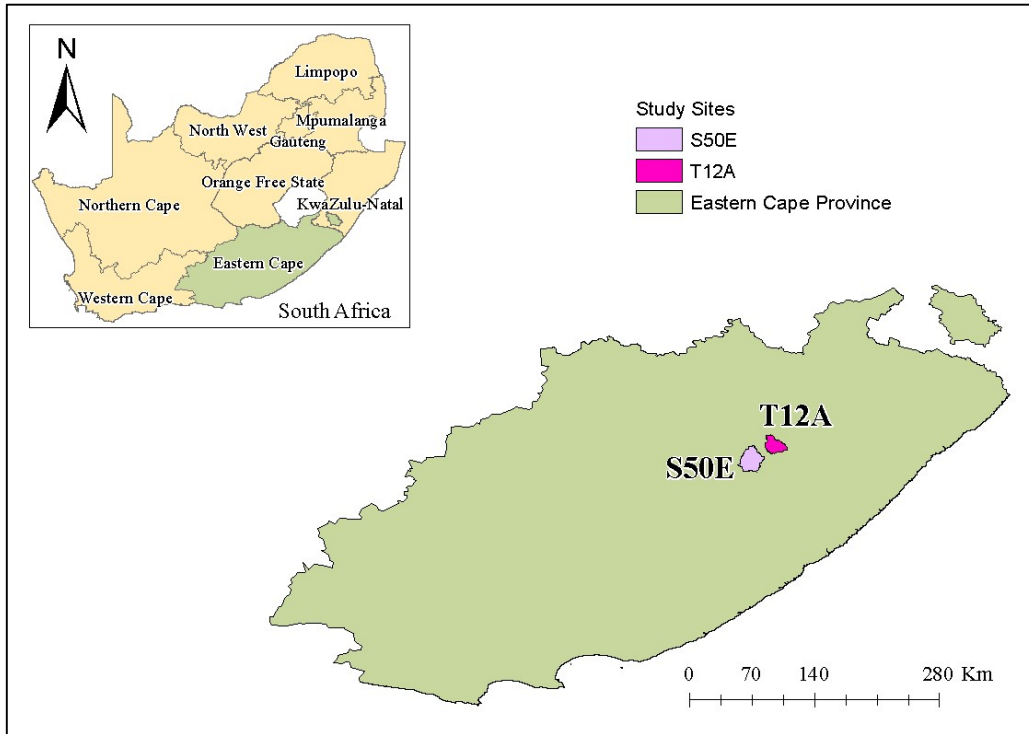 N
Limpopo
North West
Mpumalanga
Gauteng
Orange Free State
KwaZulu-Natal
Northern Cape
Eastern Cape
Western Cape
South Africa
Study Sites
S50E
T12A
Eastern Cape Province
T12A
S50E
0 70 140 280 Km